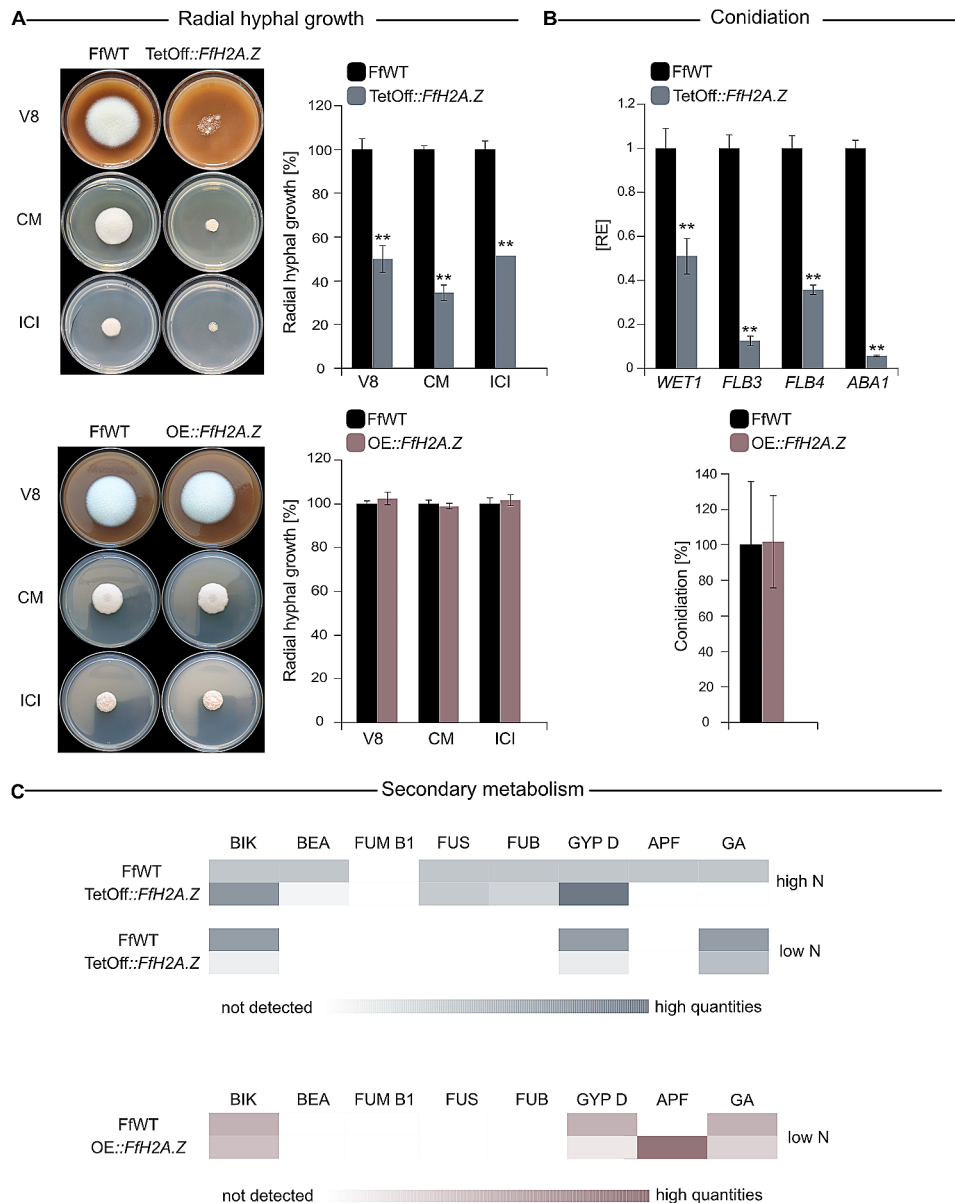 A Radial hyphal growth
B Conidiation
FfWT TetOff::FfH2A.Z
V8
CM
ICI
FfWT
TetOff::FfH2A.Z
120
100
80
60
40
20
0
Radial hyphal growth [%]
** ** **
V8 CM ICI
FfWT
TetOff::FfH2A.Z
1.2
1
0.8
0.6
0.4
0.2
0
[RE]
** ** ** **
WET1 FLB3 FLB4 ABA1
FfWT OE::FfH2A.Z
V8
CM
ICI
FfWT
OE::FfH2A.Z
120
100
80
60
40
20
0
Radial hyphal growth [%]
V8 CM ICI
FfWT
OE::FfH2A.Z
140
120
100
80
60
40
20
0
Conidiation [%]
C Secondary metabolism
BIK BEA FUM B1 FUS FUB GYP D APF GA
FfWT
TetOff::FfH2A.Z
high N
FfWT
TetOff::FfH2A.Z
low N
not detected high quantities
BIK BEA FUM B1 FUS FUB GYP D APF GA
FfWT
OE::FfH2A.Z
low N
not detected high quantities